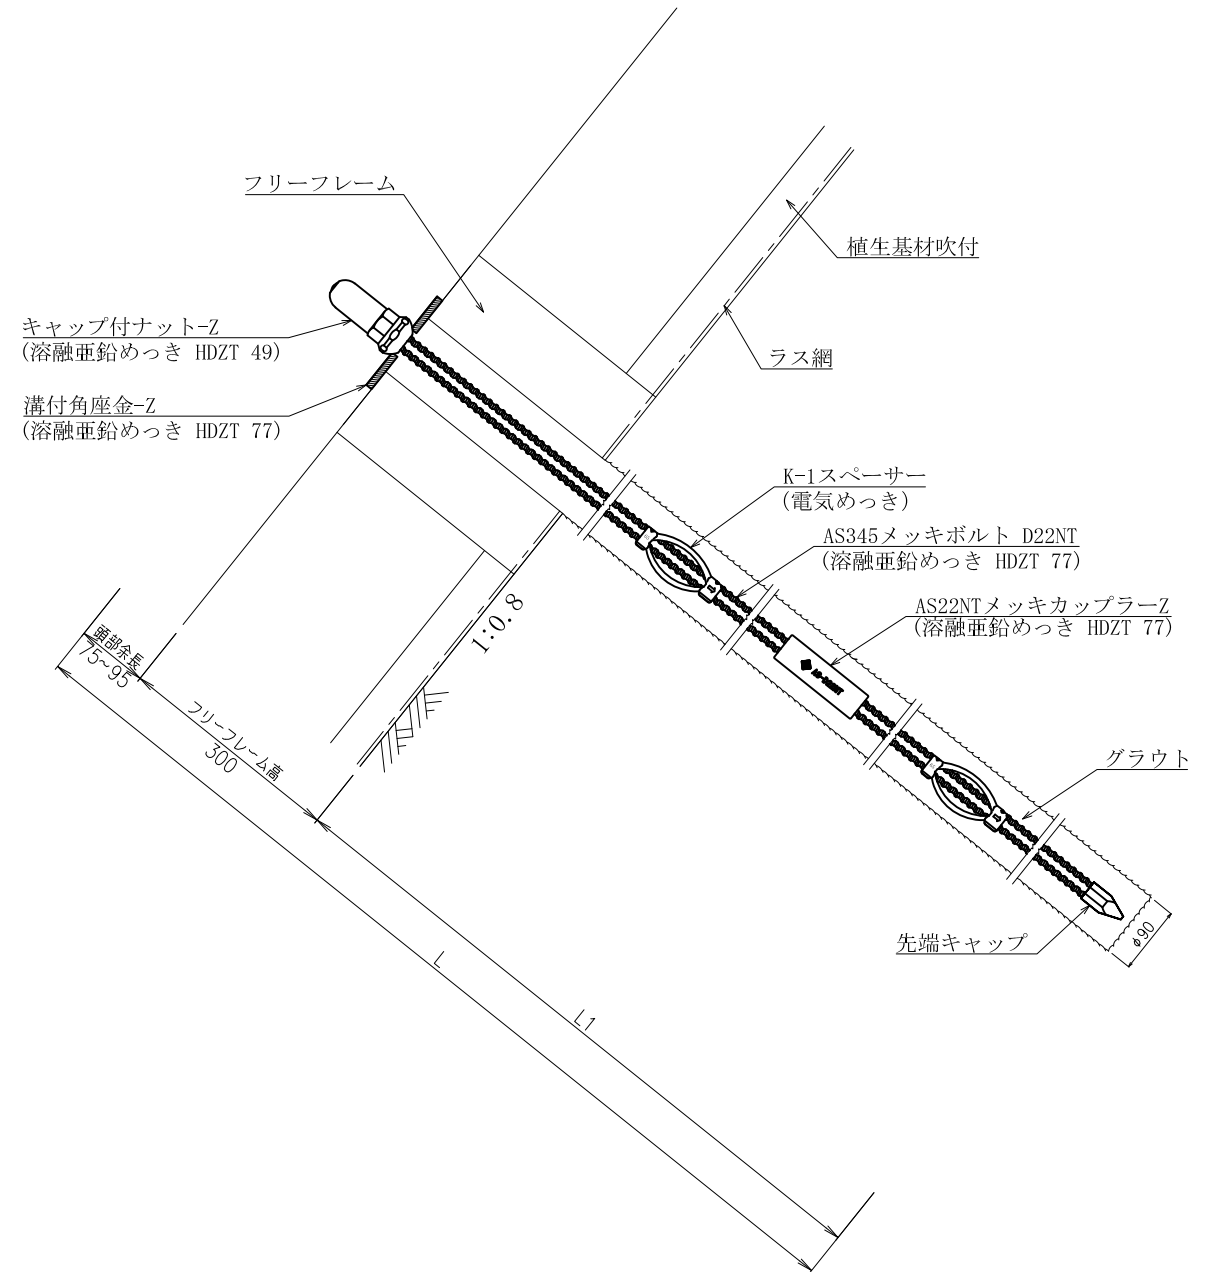 フリーフレーム
植生基材吹付
キャップ付ナット-Z
(溶融亜鉛めっき HDZT 49)
ラス網
溝付角座金-Z
(溶融亜鉛めっき HDZT 77)
K-1スペーサー
(電気めっき)
AS345メッキボルト D22NT
(溶融亜鉛めっき HDZT 77)
AS22NTメッキカップラーZ
(溶融亜鉛めっき HDZT 77)
1:0.8
頭部余長
75~95
フリーフレーム高
300
グラウト
先端キャップ
φ90
L
L1